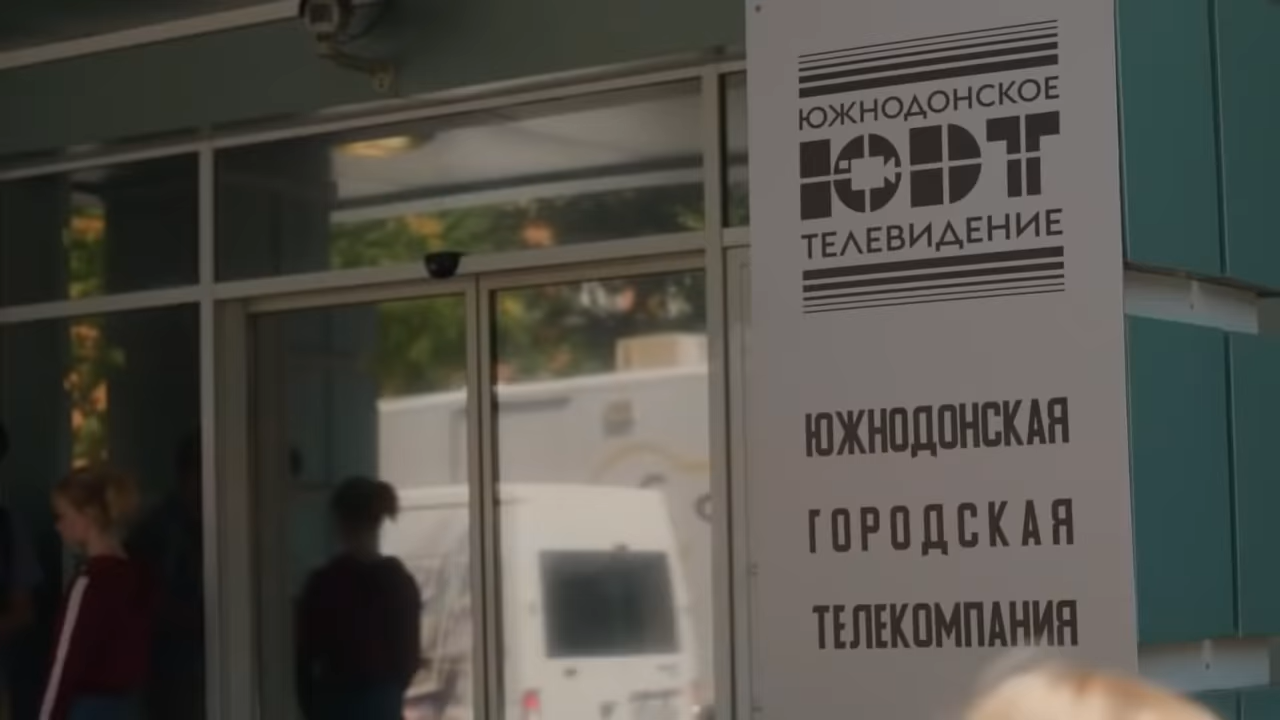 ЮЖНОДОНСКОЕ
ЮДТ
ТЕЛЕВИДЕНИЕ
ЮЖНОДОНСКАЯ
ГОРОДСКАЯ
ТЕЛЕКОМПАНИЯ